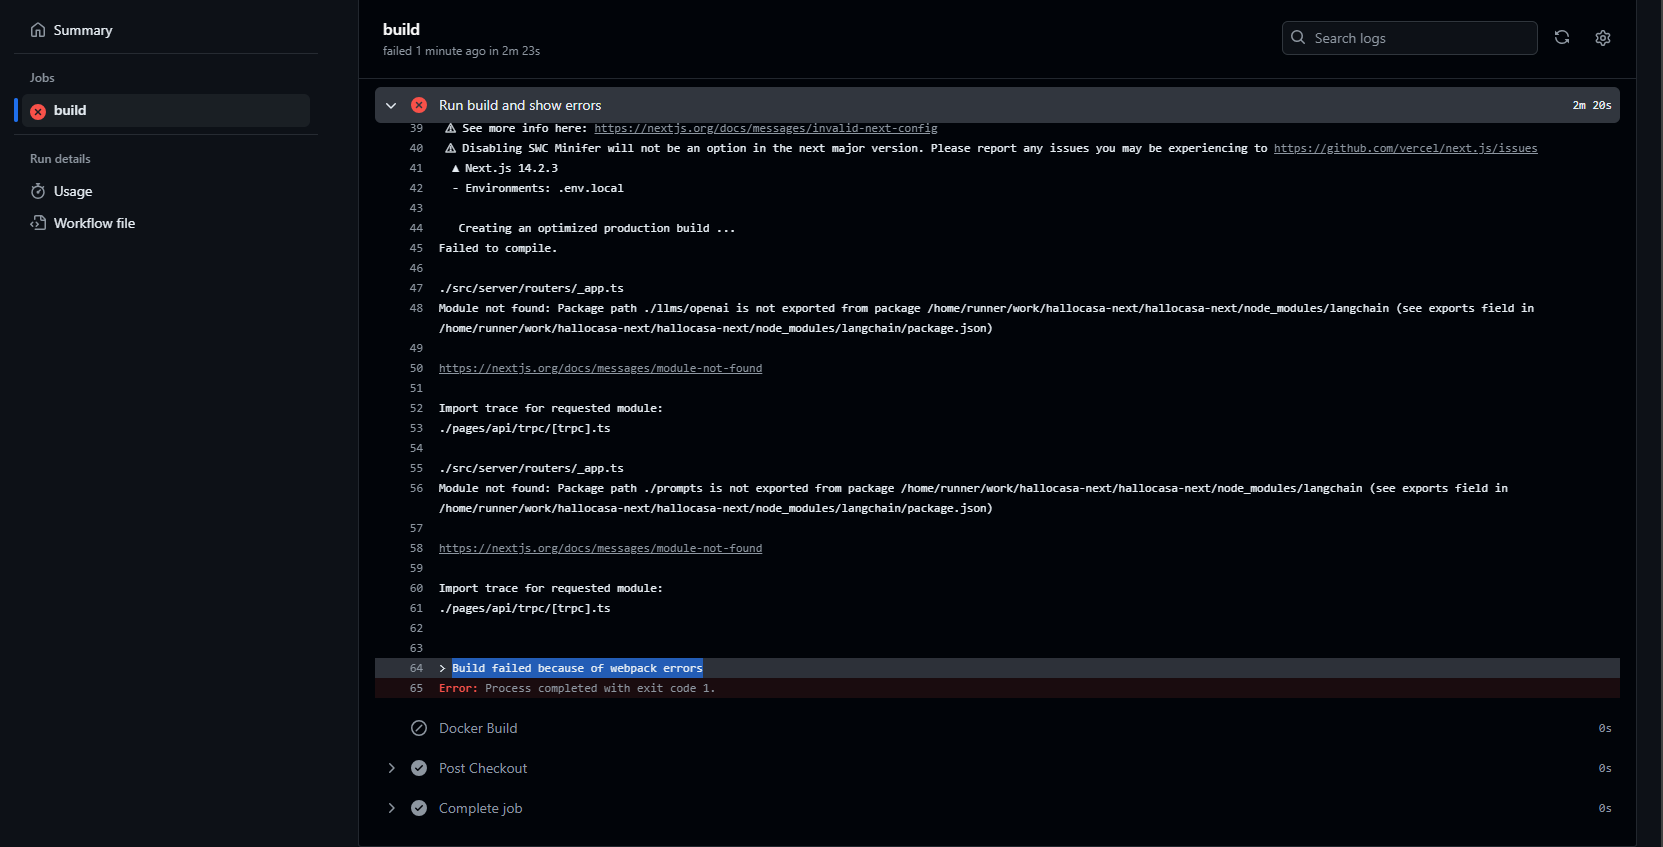 Summary
Jobs
build
Run details
Usage
Workflow file
build
failed 1 minute ago in 2m 23s
Search logs
Run build and show errors 2m 20s
39 ⚠ See more info here: https://nextjs.org/docs/messages/invalid-next-config
40 ⚠ Disabling SWC Minifer will not be an option in the next major version. Please report any issues you may be experiencing to https://github.com/vercel/next.js/issues
41 ▲ Next.js 14.2.3
42 - Environments: .env.local
43
44 Creating an optimized production build ...
45 Failed to compile.
46
47 ./src/server/routers/_app.ts
48 Module not found: Package path ./llms/openai is not exported from package /home/runner/work/hallocasa-next/hallocasa-next/node_modules/langchain (see exports field in
/home/runner/work/hallocasa-next/hallocasa-next/node_modules/langchain/package.json)
49
50 https://nextjs.org/docs/messages/module-not-found
51
52 Import trace for requested module:
53 ./pages/api/trpc/[trpc].ts
54
55 ./src/server/routers/_app.ts
56 Module not found: Package path ./prompts is not exported from package /home/runner/work/hallocasa-next/hallocasa-next/node_modules/langchain (see exports field in
/home/runner/work/hallocasa-next/hallocasa-next/node_modules/langchain/package.json)
57
58 https://nextjs.org/docs/messages/module-not-found
59
60 Import trace for requested module:
61 ./pages/api/trpc/[trpc].ts
62
63
64 > Build failed because of webpack errors
65 Error: Process completed with exit code 1.
Docker Build 0s
Post Checkout 0s
Complete job 0s